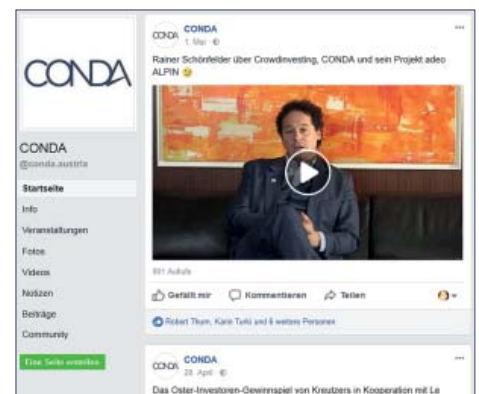 CONDA
CONDA
@conda.austria
Startseite
Info
Veranstaltungen
Fotos
Videos
Notizen
Beiträge
Community
Eine Seite erstellen
CONDA
CONDA
1. Mai
Rainer Schönfelder über Crowdinvesting, CONDA und sein Projekt adeo
ALPIN
Aufrufe
Gefällt mir Kommentieren Teilen
Robert Thum, Karin Turki und 6 weitere Personen
CONDA
CONDA
28. April
Das Oster-Investoren-Gewinnspiel von Kreutzers in Kooperation mit Le